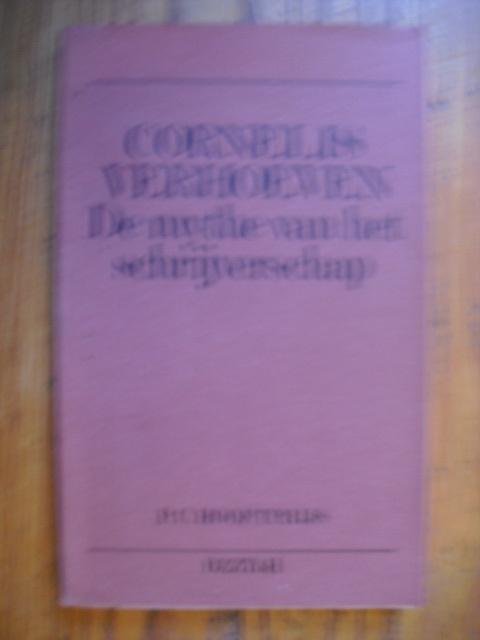 CORNELIS
VERHOEVEN
De mythe van het
schrijverschap